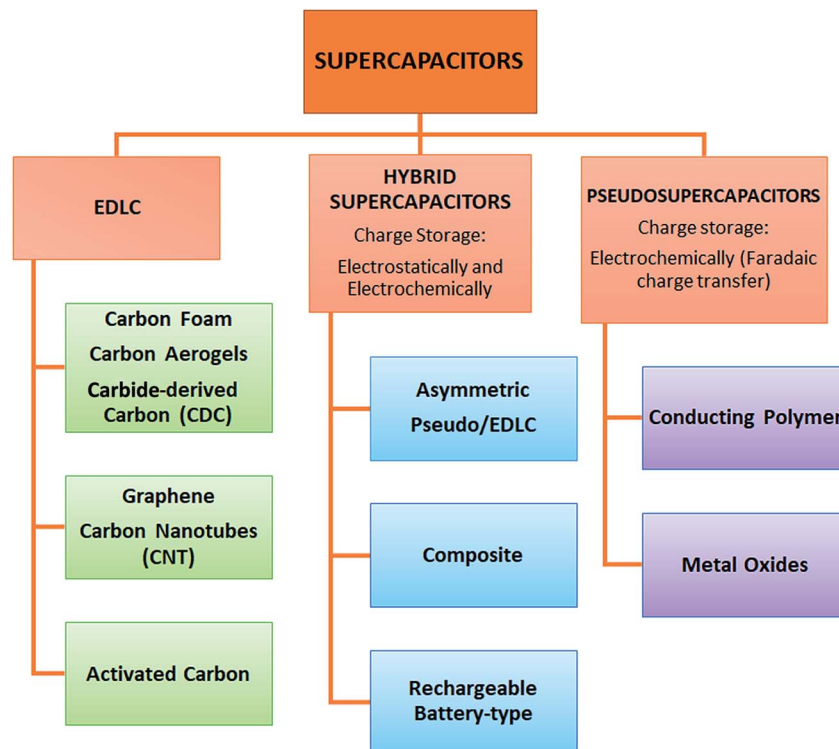 SUPERCAPACITORS
EDLC
HYBRID
SUPERCAPACITORS
Charge Storage:
Electrostatically and
Electrochemically
PSEUDOSUPERCAPACITORS
Charge storage:
Electrochemically (Faradaic
charge transfer)
Carbon Foam
Carbon Aerogels
Carbide-derived
Carbon (CDC)
Graphene
Carbon Nanotubes
(CNT)
Activated Carbon
Asymmetric
Pseudo/EDLC
Composite
Rechargeable
Battery-type
Conducting Polymer
Metal Oxides